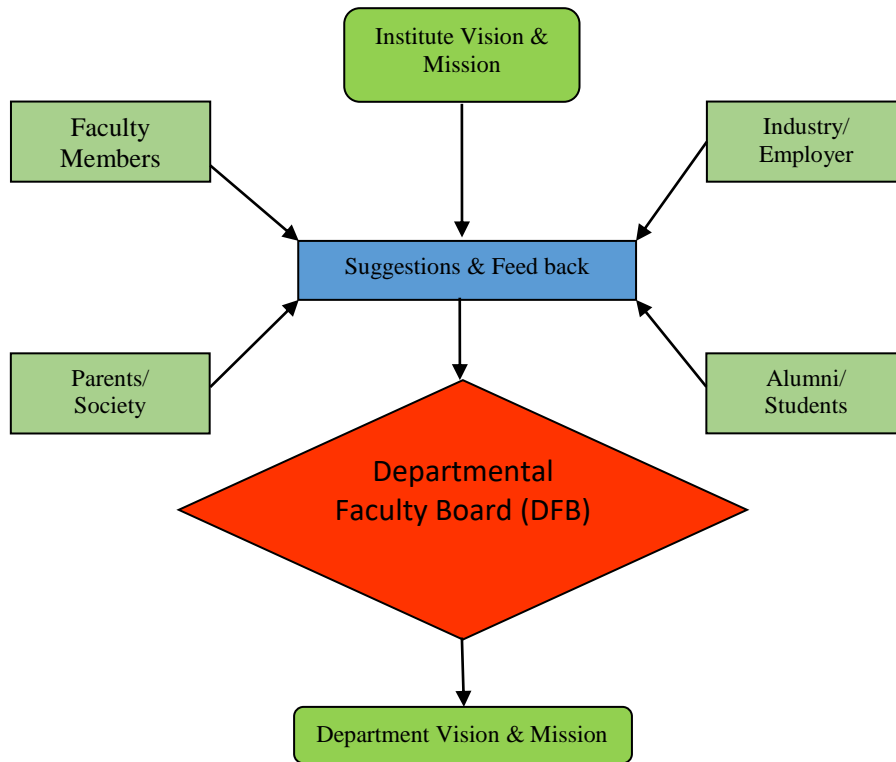 Institute Vision &
Mission
Faculty
Members
Industry/
Employer
Suggestions & Feed back
Parents/
Society
Alumni/
Students
Departmental
Faculty Board (DFB)
Department Vision & Mission